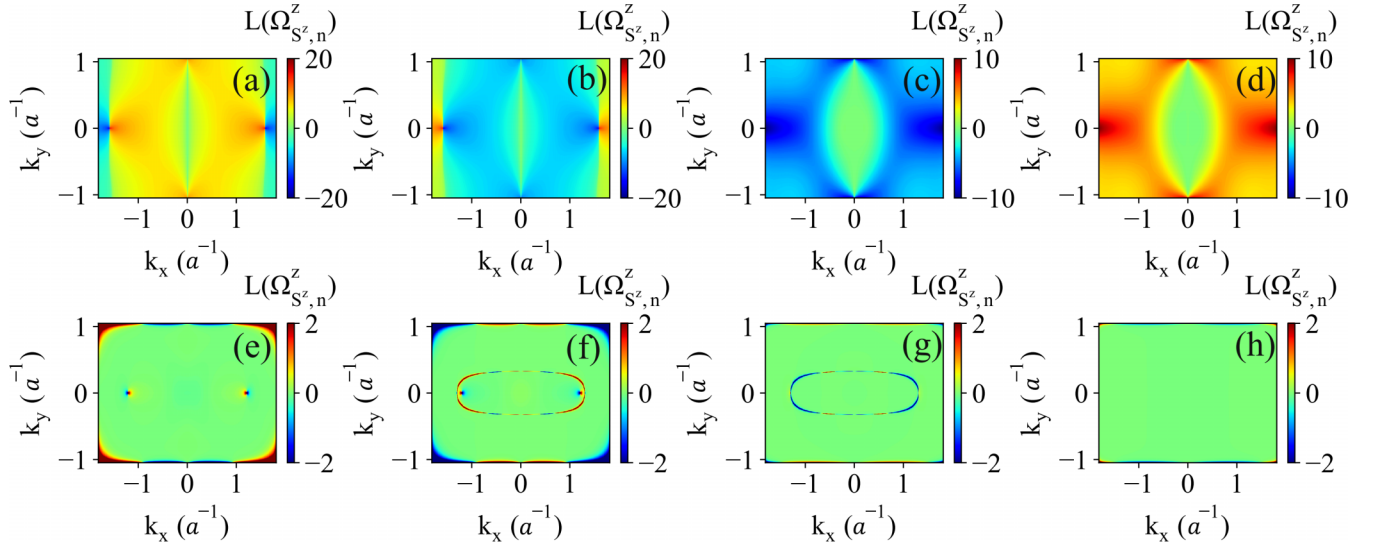 L(Ω^z_{S^z,n}) L(Ω^z_{S^z,n}) L(Ω^z_{S^z,n}) L(Ω^z_{S^z,n})
1 (a) 20 1 (b) 20 1 (c) 10 1 (d) 10
k_y (a⁻¹) 0 0 k_y (a⁻¹) 0 0 k_y (a⁻¹) 0 0 k_y (a⁻¹) 0 0
−1 −20 −1 −20 −1 −10 −1 −10
−1 0 1 −1 0 1 −1 0 1 −1 0 1
k_x (a⁻¹) k_x (a⁻¹) k_x (a⁻¹) k_x (a⁻¹)
L(Ω^z_{S^z,n}) L(Ω^z_{S^z,n}) L(Ω^z_{S^z,n}) L(Ω^z_{S^z,n})
1 (e) 2 1 (f) 2 1 (g) 2 1 (h) 2
k_y (a⁻¹) 0 0 k_y (a⁻¹) 0 0 k_y (a⁻¹) 0 0 k_y (a⁻¹) 0 0
−1 −2 −1 −2 −1 −2 −1 −2
−1 0 1 −1 0 1 −1 0 1 −1 0 1
k_x (a⁻¹) k_x (a⁻¹) k_x (a⁻¹) k_x (a⁻¹)